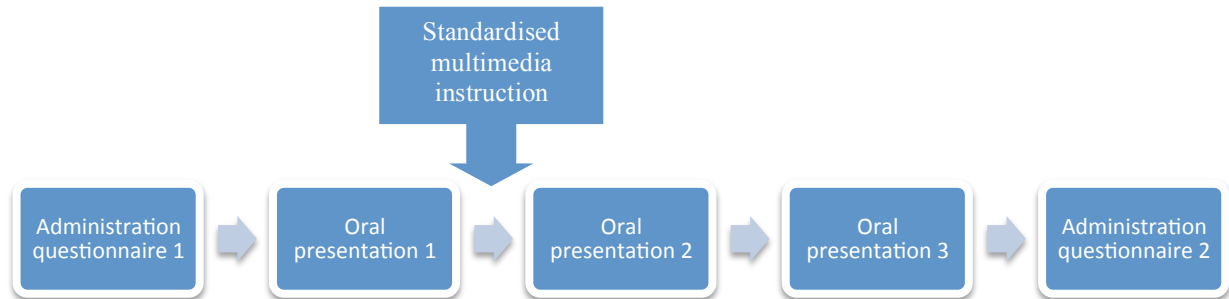 Standardised
multimedia
instruction
Administration
questionnaire 1
Oral
presentation 1
Oral
presentation 2
Oral
presentation 3
Administration
questionnaire 2